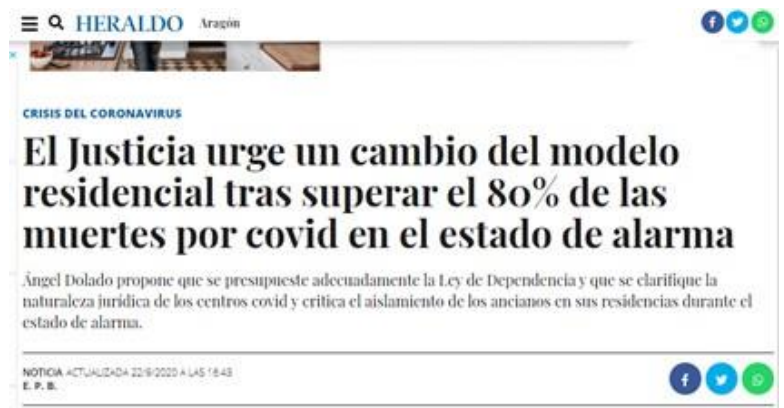 HERALDO Aragón
CRISIS DEL CORONAVIRUS
El Justicia urge un cambio del modelo
residencial tras superar el 80% de las
muertes por covid en el estado de alarma
Ángel Dolado propone que se presupueste adecuadamente la Ley de Dependencia y que se clarifique la
naturaleza jurídica de los centros covid y critica el aislamiento de los ancianos en sus residencias durante el
estado de alarma.
NOTICIA ACTUALIZADA 22/9/2020 A LAS 16:43
E. P. B.